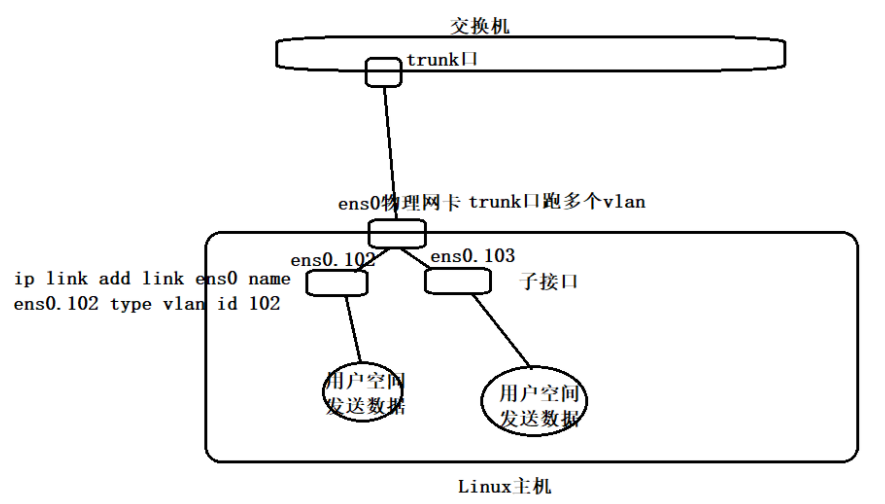 交换机
trunk口
ens0物理网卡 trunk口跑多个vlan
ens0.102
ens0.103
ip link add link ens0 name
ens0.102 type vlan id 102
子接口
用户空间
发送数据
用户空间
发送数据
Linux主机